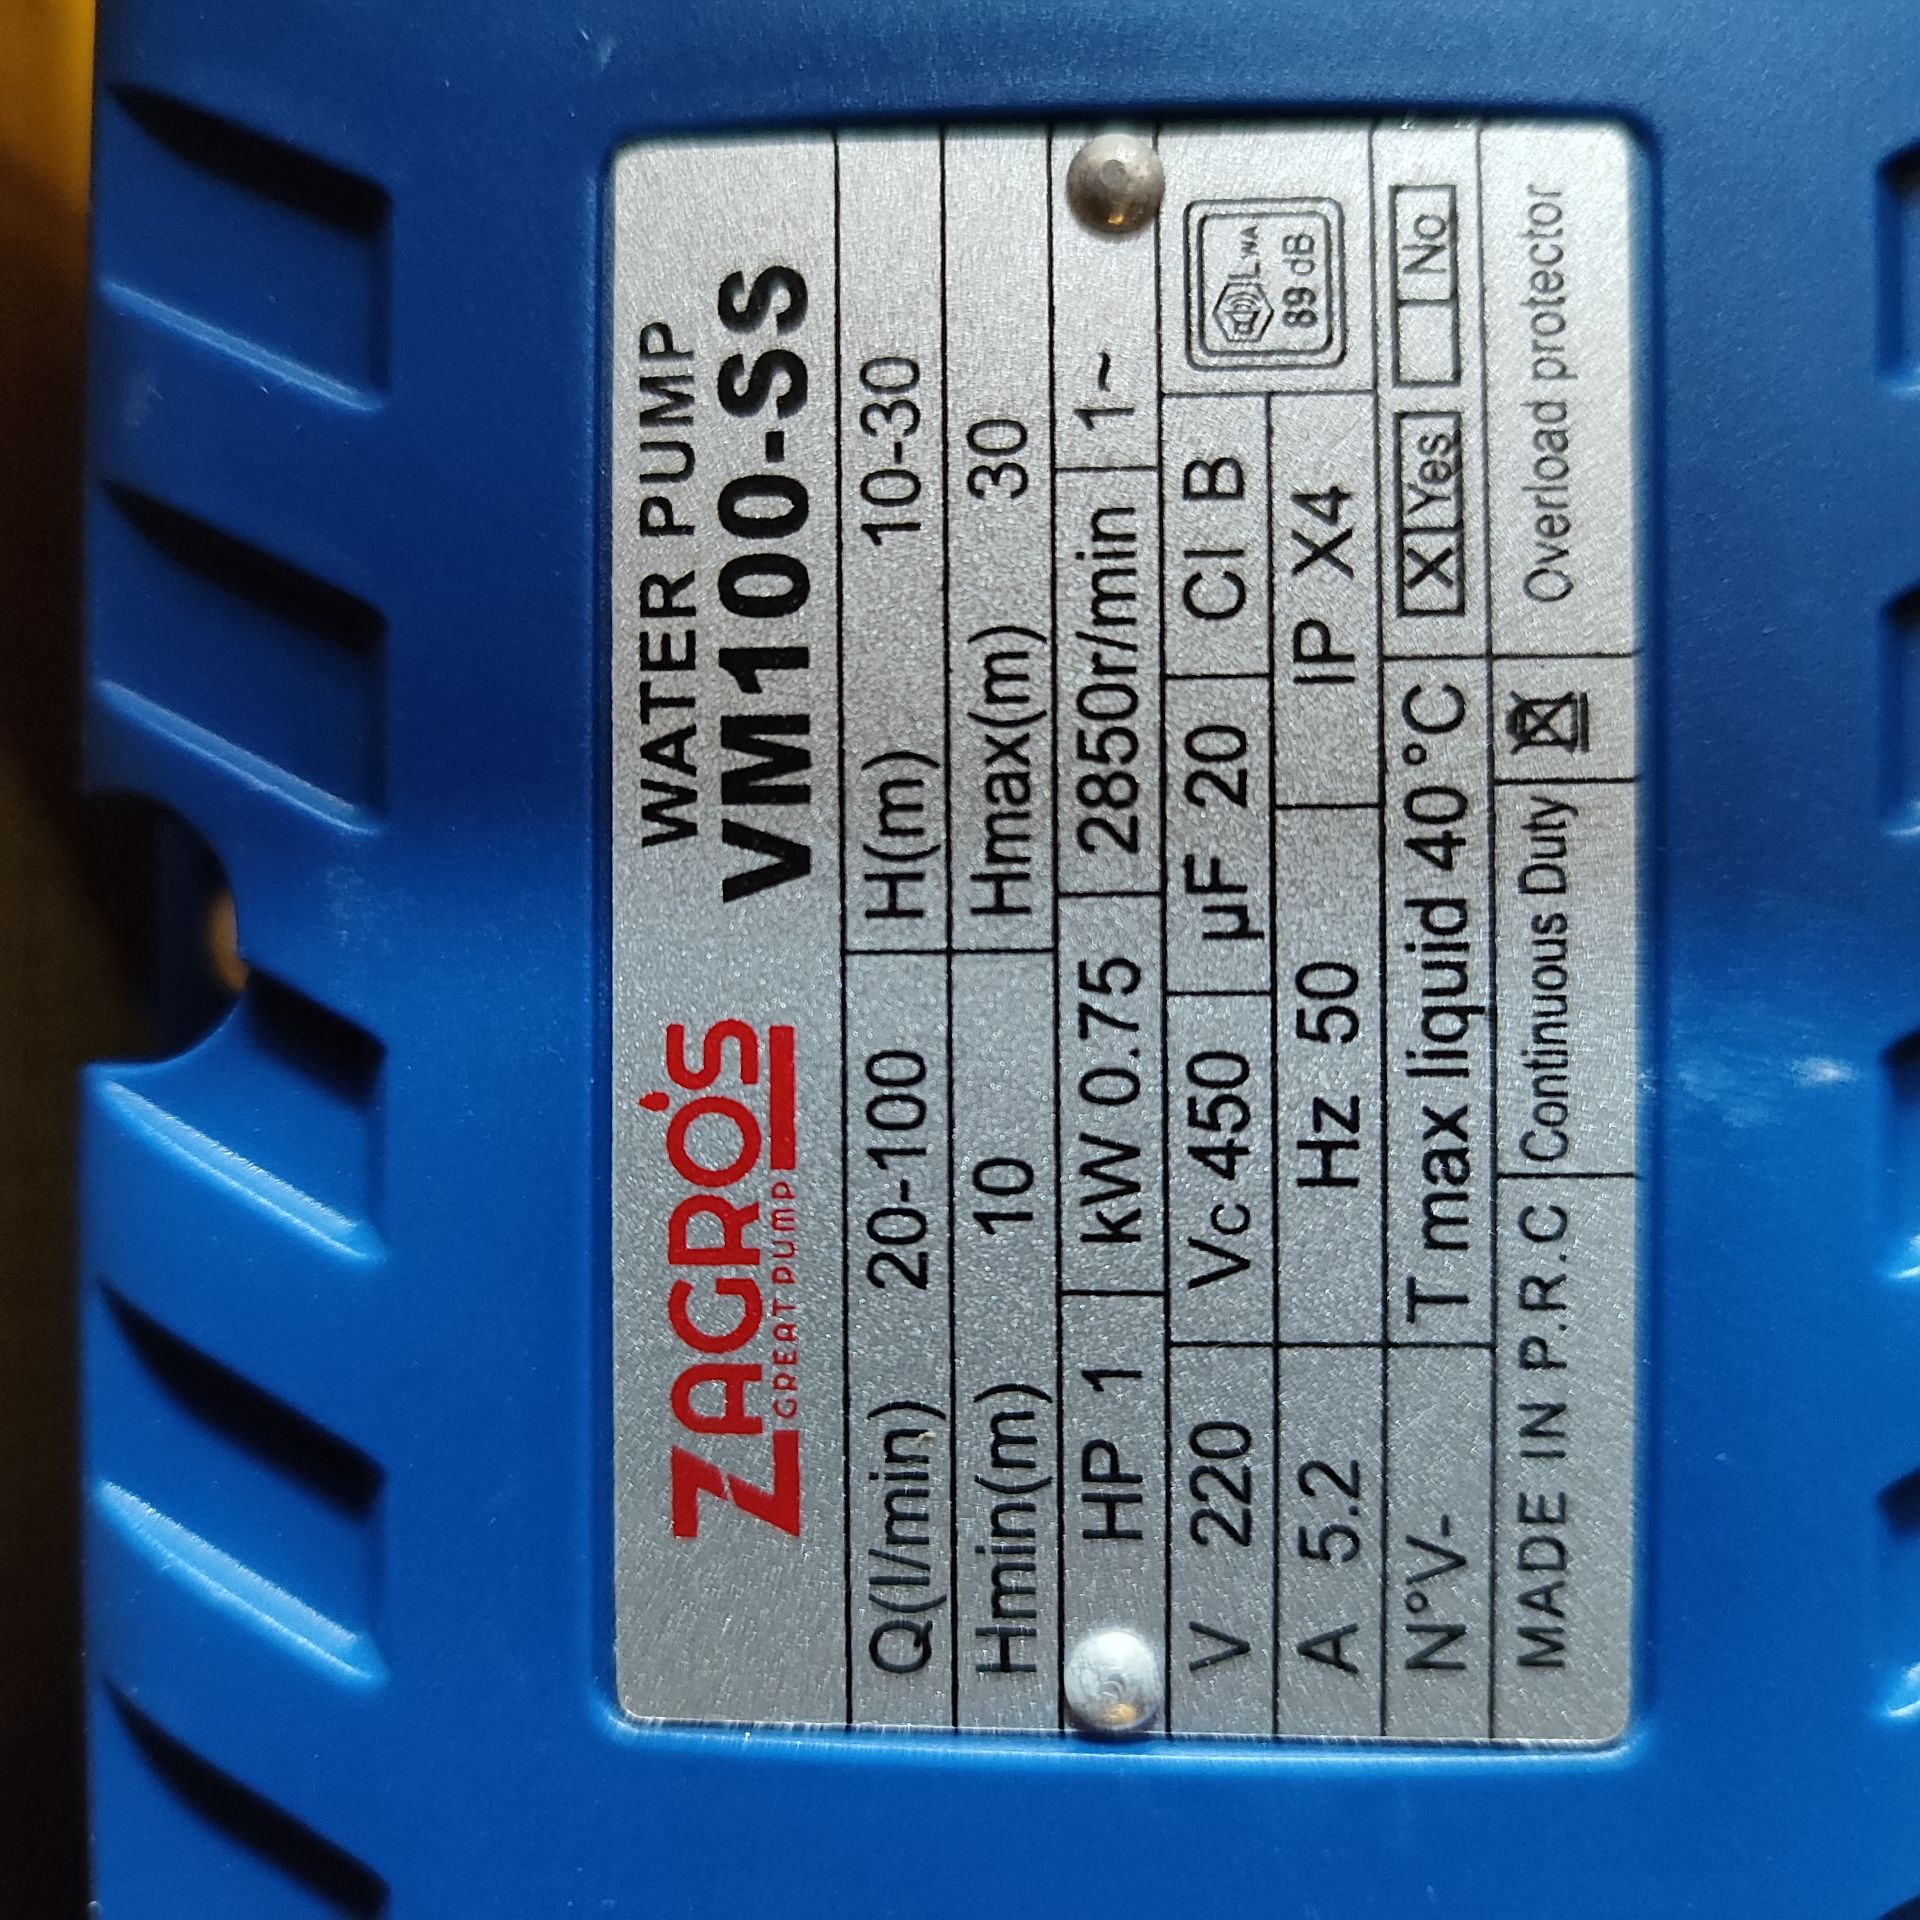 ZAGROS
GREAT PUMP
WATER PUMP
VM100-SS
Q(l/min) 20-100 H(m) 10-30
Hmin(m) 10 Hmax(m) 30
HP 1 kW 0.75 2850r/min 1~
V 220 Vc 450 µF 20 Cl B
LWA
89 dB
A 5.2 Hz 50 IP X4
N°V- T max liquid 40°C X Yes No
MADE IN P.R.C Continuous Duty Overload protector